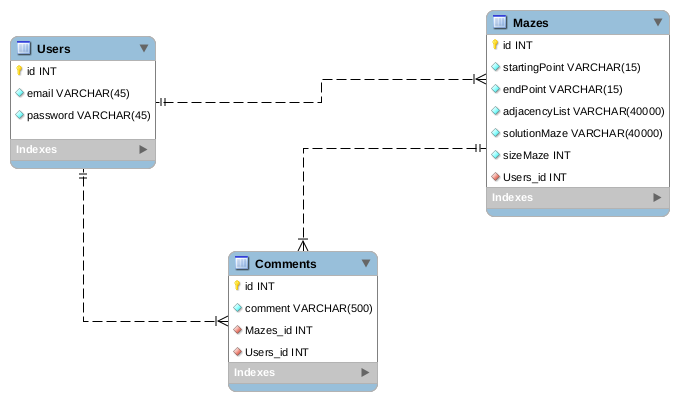 Users
id INT
email VARCHAR(45)
password VARCHAR(45)
Indexes
Mazes
id INT
startingPoint VARCHAR(15)
endPoint VARCHAR(15)
adjacencyList VARCHAR(40000)
solutionMaze VARCHAR(40000)
sizeMaze INT
Users_id INT
Indexes
Comments
id INT
comment VARCHAR(500)
Mazes_id INT
Users_id INT
Indexes